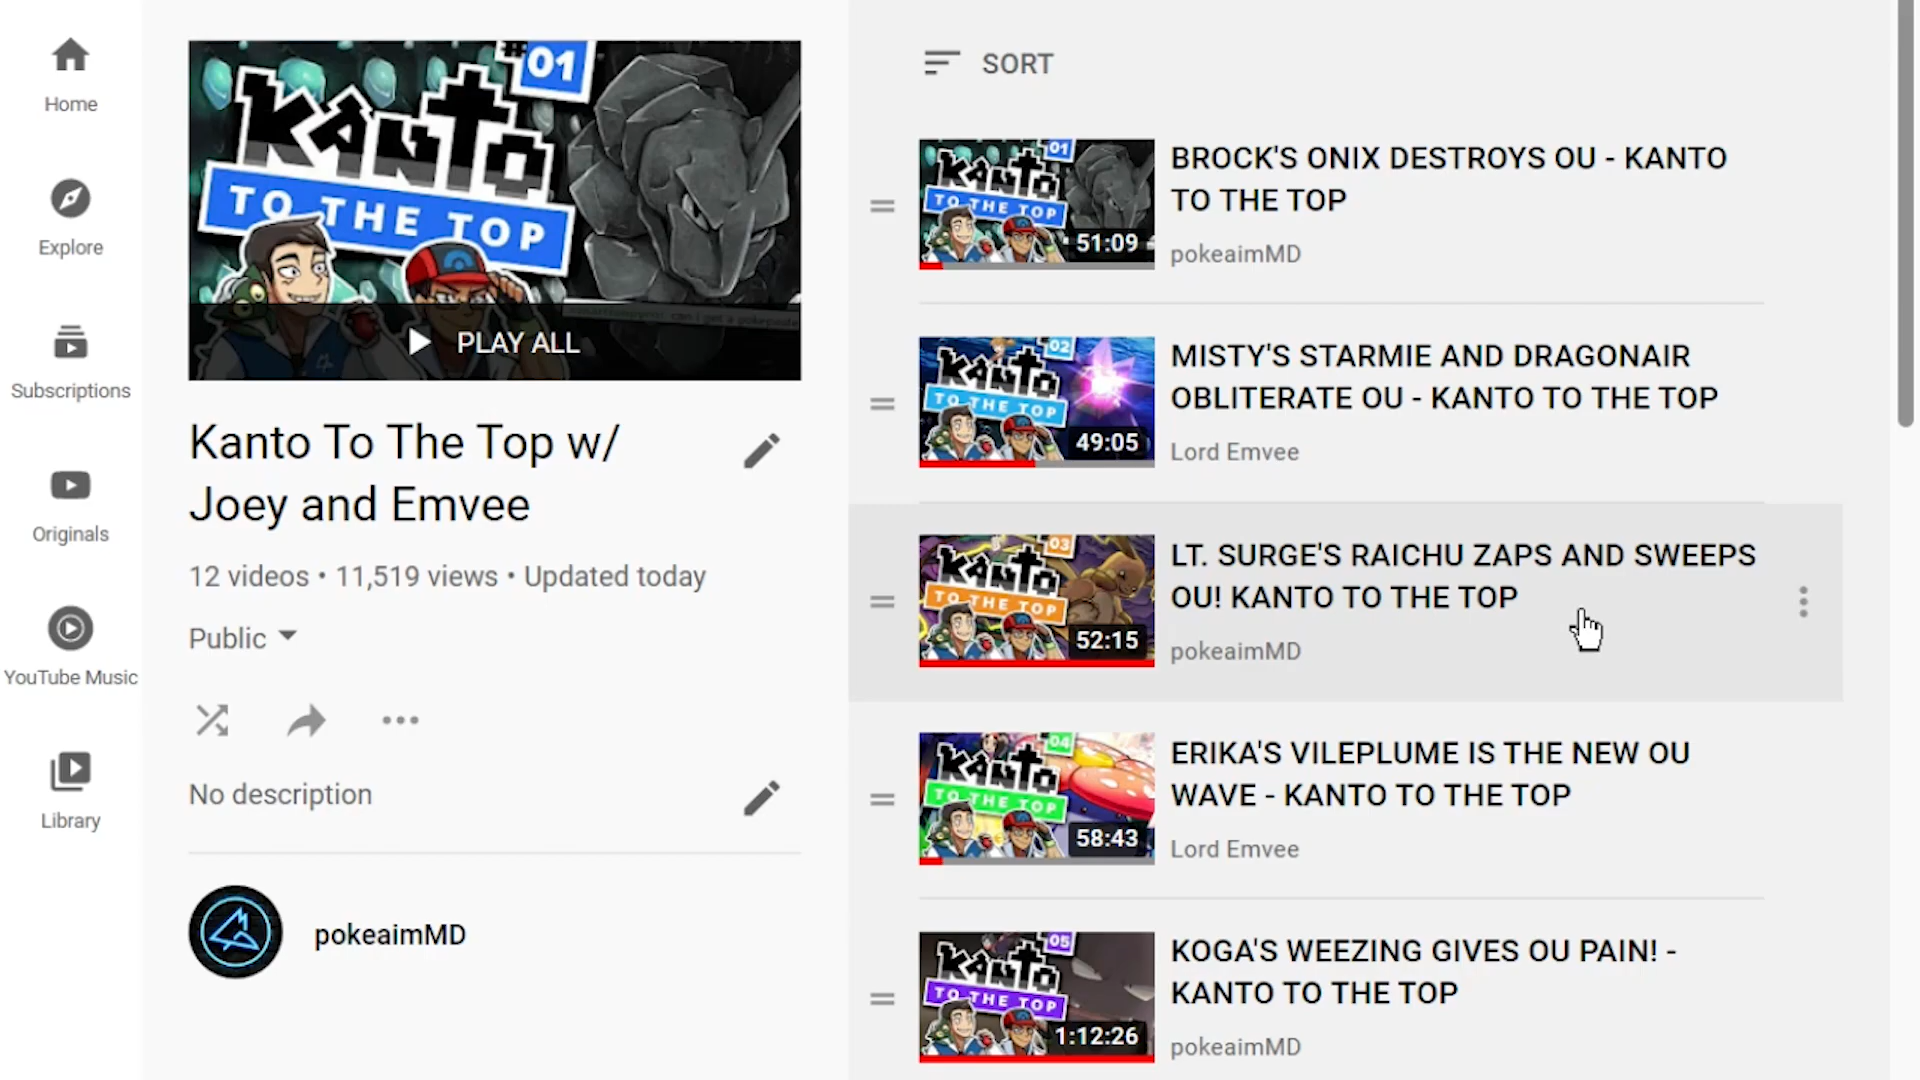 Home
Explore
Subscriptions
Originals
YouTube Music
Library
#01
KANTO
TO THE TOP
PLAY ALL
Kanto To The Top w/
Joey and Emvee
12 videos • 11,519 views • Updated today
Public
No description
pokeaimMD
SORT
01
KANTO
TO THE TOP
51:09
BROCK'S ONIX DESTROYS OU - KANTO
TO THE TOP
pokeaimMD
02
KANTO
TO THE TOP
49:05
MISTY'S STARMIE AND DRAGONAIR
OBLITERATE OU - KANTO TO THE TOP
Lord Emvee
03
KANTO
TO THE TOP
52:15
LT. SURGE'S RAICHU ZAPS AND SWEEPS
OU! KANTO TO THE TOP
pokeaimMD
04
KANTO
TO THE TOP
58:43
ERIKA'S VILEPLUME IS THE NEW OU
WAVE - KANTO TO THE TOP
Lord Emvee
05
KANTO
TO THE TOP
1:12:26
KOGA'S WEEZING GIVES OU PAIN! -
KANTO TO THE TOP
pokeaimMD